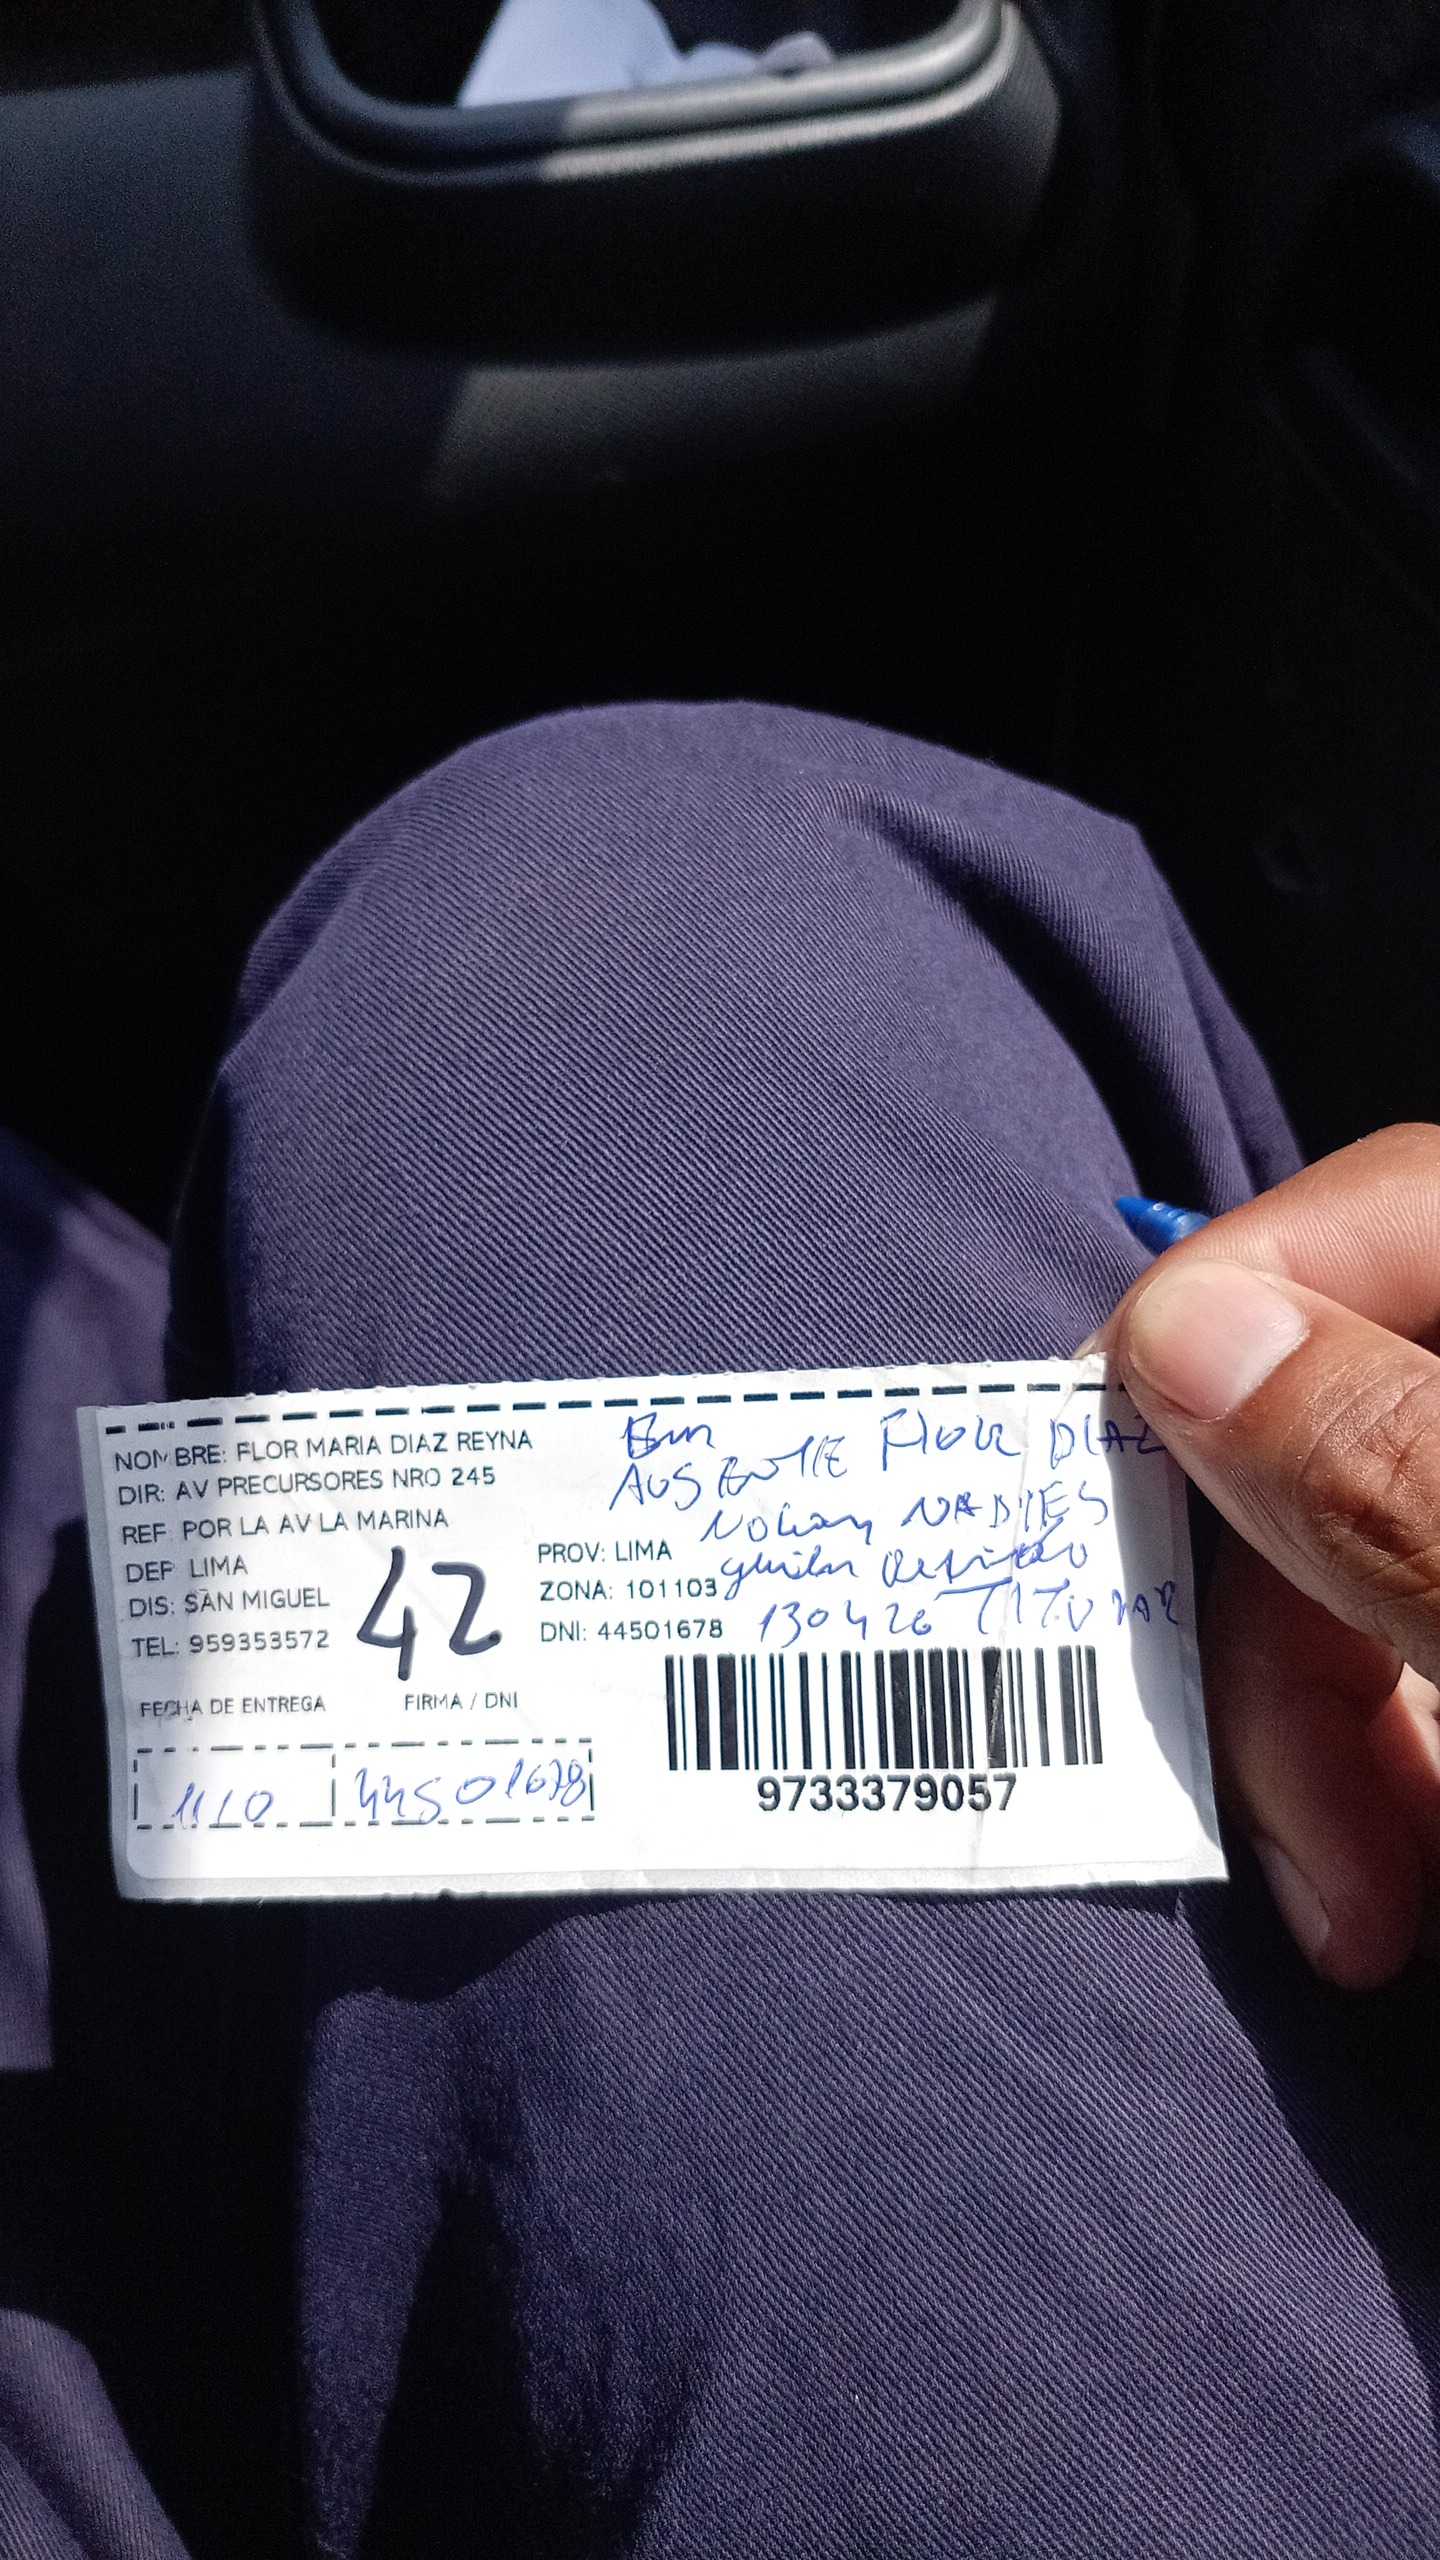 NOMBRE: FLOR MARIA DIAZ REYNA
DIR: AV PRECURSORES NRO 245
REF POR LA AV LA MARINA
DEP LIMA
PROV: LIMA
DIS: SAN MIGUEL
ZONA: 101103
TEL: 959353572
DNI: 44501678
42
FECHA DE ENTREGA
FIRMA / DNI
1110
44501678
AUSENTE FLOR DIAZ
NADIES
130426 TITULAR
9733379057